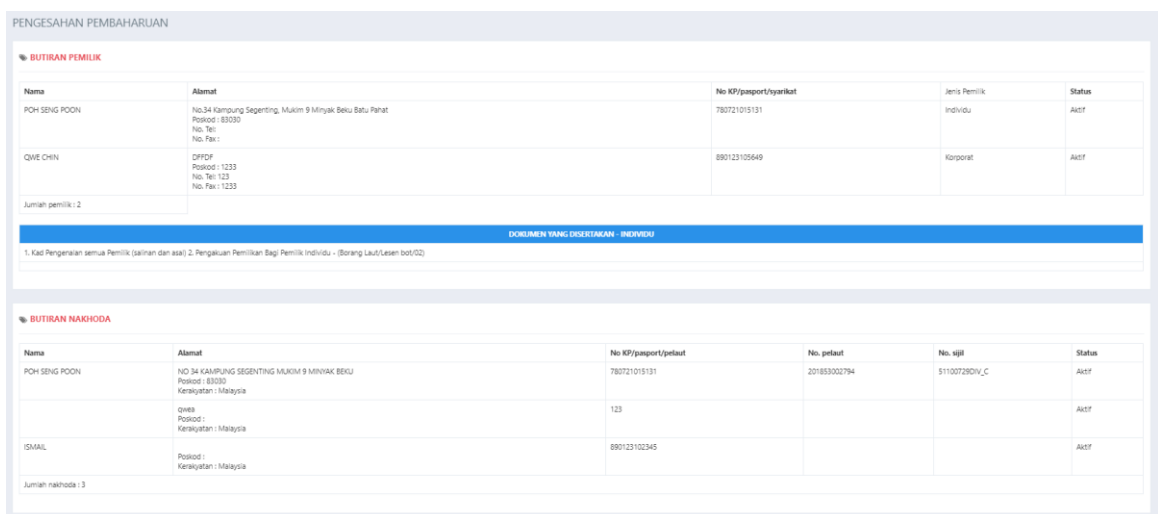 PENGESAHAN PEMBAHARUAN
BUTIRAN PEMILIK
Nama Alamat No KP/pasport/syarikat Jenis Pemilik Status
POH SENG POON No.34 Kampung Segenting, Mukim 9 Minyak Beku Batu Pahat 780721015131 Individu Aktif
Poskod : 83030
No. Tel:
No. Fax :
QWE CHIN DFFDF 890123105649 Korporat Aktif
Poskod : 1233
No. Tel: 123
No. Fax : 1233
Jumlah pemilik : 2
DOKUMEN YANG DISERTAKAN - INDIVIDU
1. Kad Pengenalan semua Pemilik (salinan dan asal) 2. Pengakuan Pemilikan Bagi Pemilik Individu - (Borang Laut/Lesen bot/02)
BUTIRAN NAKHODA
Nama Alamat No KP/pasport/pelaut No. pelaut No. sijil Status
POH SENG POON NO 34 KAMPUNG SEGENTING MUKIM 9 MINYAK BEKU 780721015131 201853002794 51100729DIV_C Aktif
Poskod : 83030
Kerakyatan : Malaysia
qwea 123 Aktif
Poskod :
Kerakyatan : Malaysia
ISMAIL 890123102345 Aktif
Poskod :
Kerakyatan : Malaysia
Jumlah nakhoda : 3